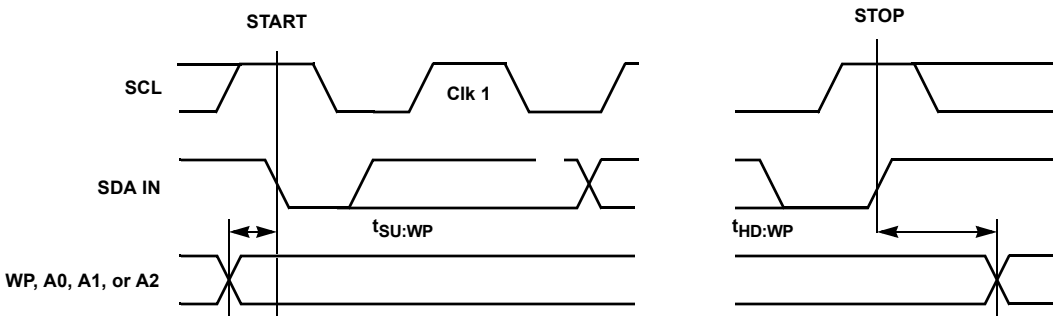 START
STOP
SCL
Clk 1
SDA IN
tSU:WP
tHD:WP
WP, A0, A1, or A2